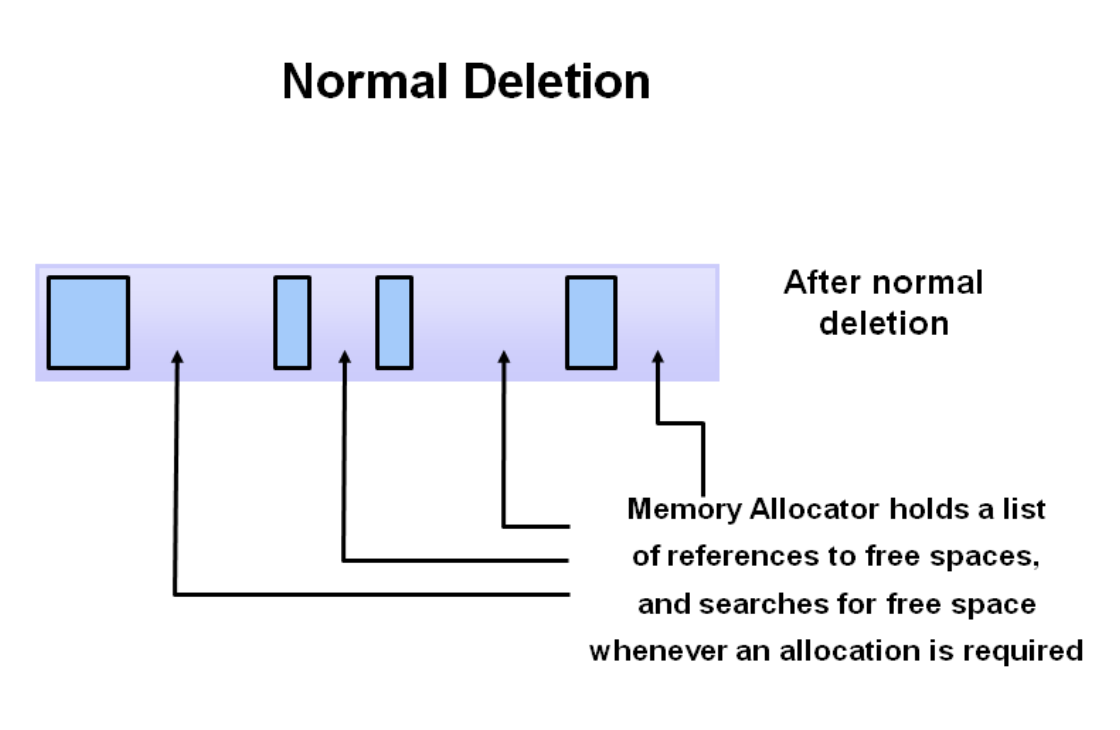 Normal Deletion
After normal
deletion
Memory Allocator holds a list
of references to free spaces,
and searches for free space
whenever an allocation is required